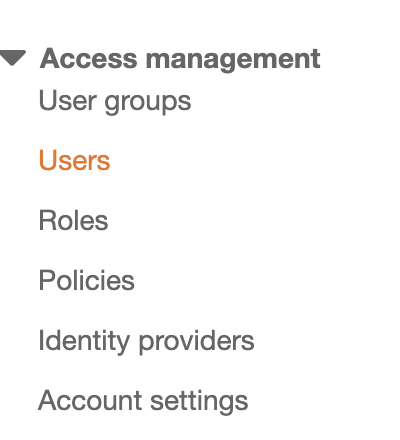 Access management
User groups
Users
Roles
Policies
Identity providers
Account settings